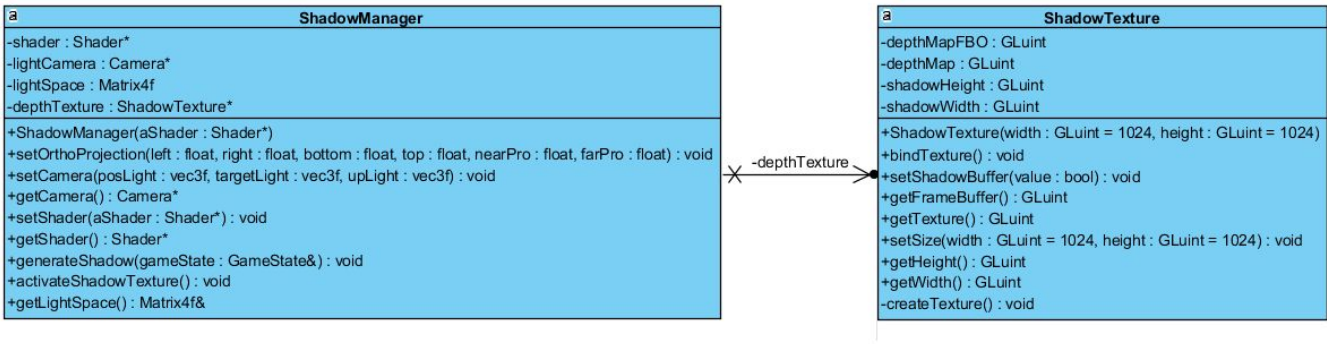 a
ShadowManager
-shader : Shader*
-lightCamera : Camera*
-lightSpace : Matrix4f
-depthTexture : ShadowTexture*
+ShadowManager(aShader : Shader*)
+setOrthoProjection(left : float, right : float, bottom : float, top : float, nearPro : float, farPro : float) : void
+setCamera(posLight : vec3f, targetLight : vec3f, upLight : vec3f) : void
+getCamera() : Camera*
+setShader(aShader : Shader*) : void
+getShader() : Shader*
+generateShadow(gameState : GameState&) : void
+activateShadowTexture() : void
+getLightSpace() : Matrix4f&
-depthTexture
a
ShadowTexture
-depthMapFBO : GLuint
-depthMap : GLuint
-shadowHeight : GLuint
-shadowWidth : GLuint
+ShadowTexture(width : GLuint = 1024, height : GLuint = 1024)
+bindTexture() : void
+setShadowBuffer(value : bool) : void
+getFrameBuffer() : GLuint
+getTexture() : GLuint
+setSize(width : GLuint = 1024, height : GLuint = 1024) : void
+getHeight() : GLuint
+getWidth() : GLuint
-createTexture() : void